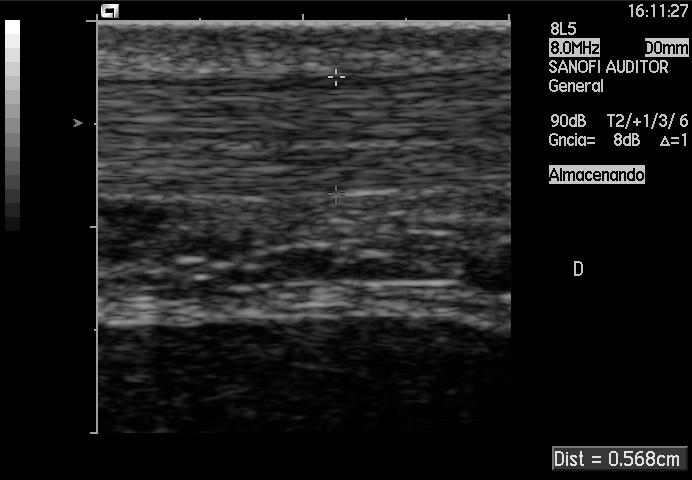 16:11:27
8L5
8.0MHz D0mm
SANOFI AUDITOR
General
90dB T2/+1/3/ 6
Gncia= 8dB Δ=1
Almacenando
D
Dist = 0.568cm